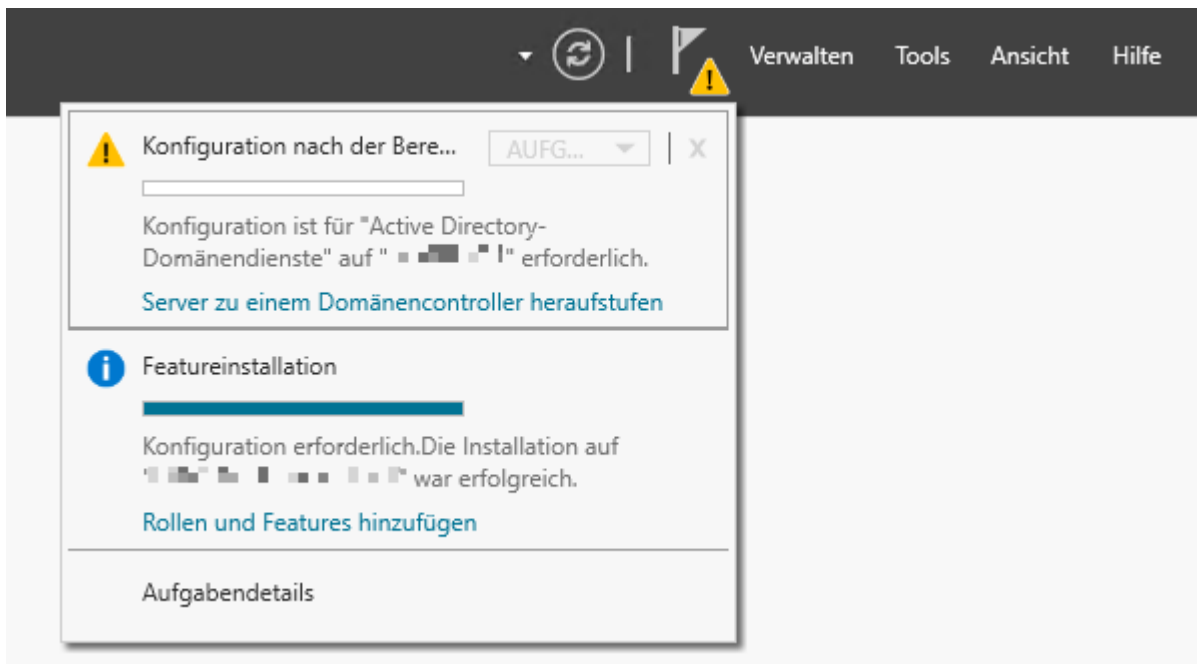 Verwalten Tools Ansicht Hilfe
Konfiguration nach der Bere... AUFG... X
Konfiguration ist für "Active Directory-
Domänendienste" auf " " erforderlich.
Server zu einem Domänencontroller heraufstufen
Featureinstallation
Konfiguration erforderlich.Die Installation auf
" " war erfolgreich.
Rollen und Features hinzufügen
Aufgabendetails